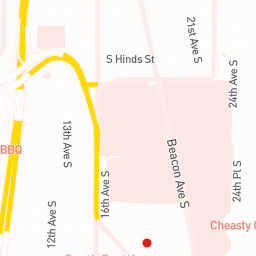 21st Ave S
S Hinds St
24th Ave S
13th Ave S
BBQ
Beacon Ave S
24th Pl S
16th Ave S
12th Ave S
Cheasty